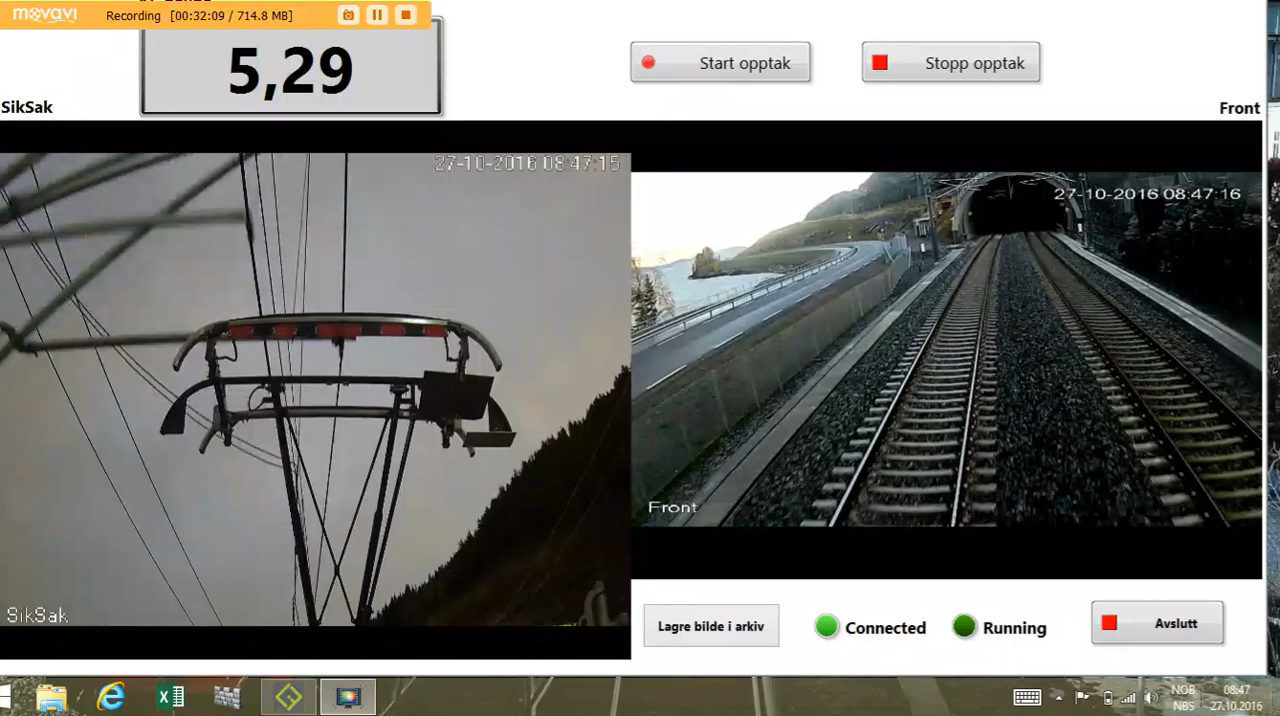 movavi
Recording [00:32:09 / 714.8 MB]
5,29
Start opptak
Stopp opptak
SikSak
Front
27-10-2016 08:47:15
27-10-2016 08:47:16
Front
SikSak
Lagre bilde i arkiv
Connected
Running
Avslutt
NOB
NBS
08:47
27.10.2016